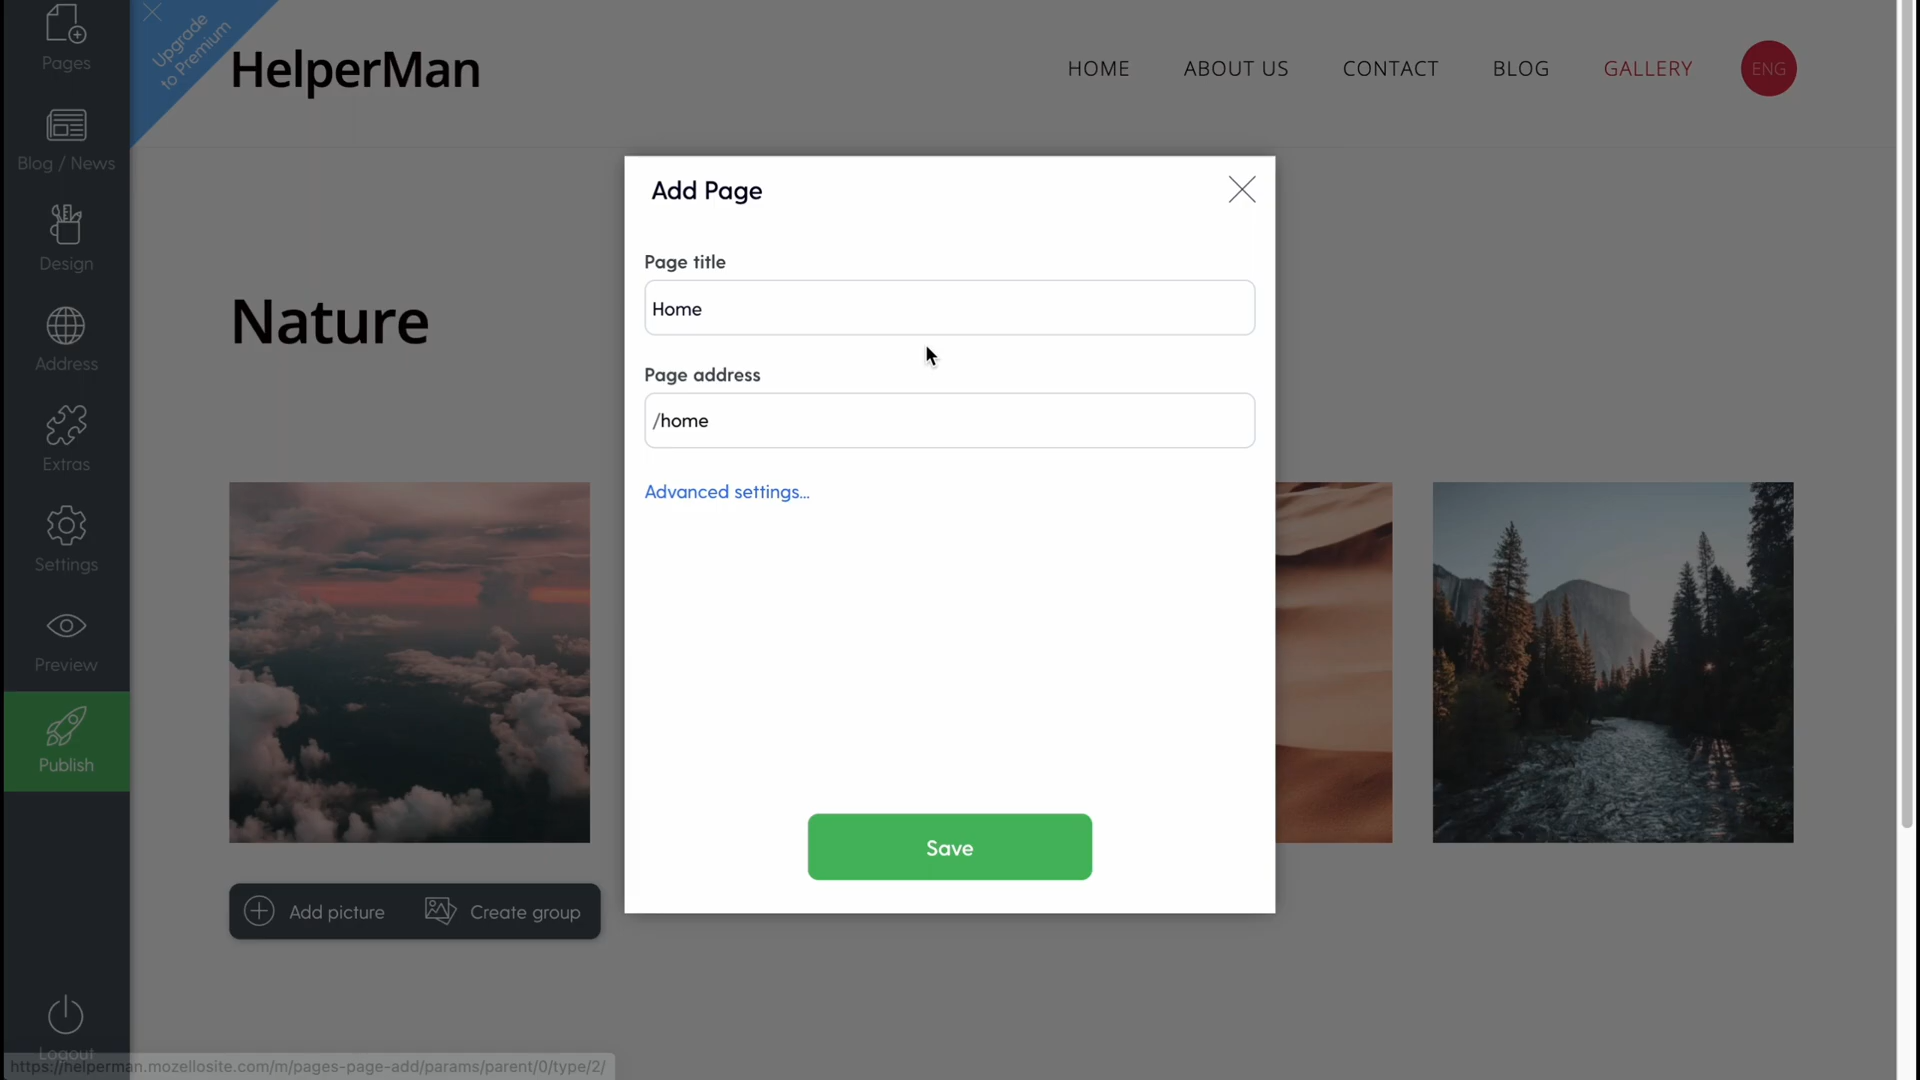 Pages
Blog / News
Design
Address
Extras
Settings
Preview
Publish
Logout
Upgrade
to Premium
HelperMan
HOME
ABOUT US
CONTACT
BLOG
GALLERY
ENG
Nature
Add Page
Page title
Home
Page address
/home
Advanced settings...
Save
Add picture
Create group
https://helperman.mozellosite.com/m/pages-page-add/params/parent/0/type/2/